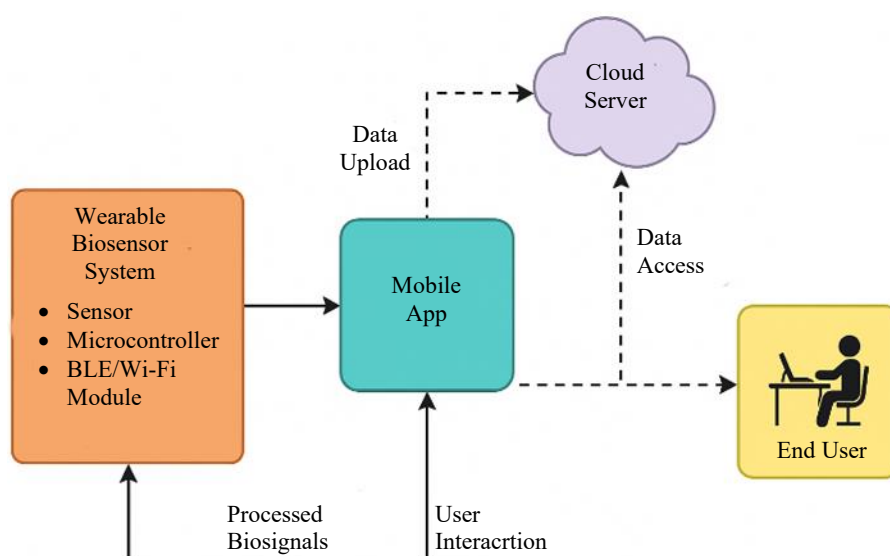 Cloud
Server
Data
Upload
Wearable
Biosensor
System
• Sensor
• Microcontroller
• BLE/Wi-Fi
Module
Mobile
App
Data
Access
End User
Processed
Biosignals
User
Interacrtion